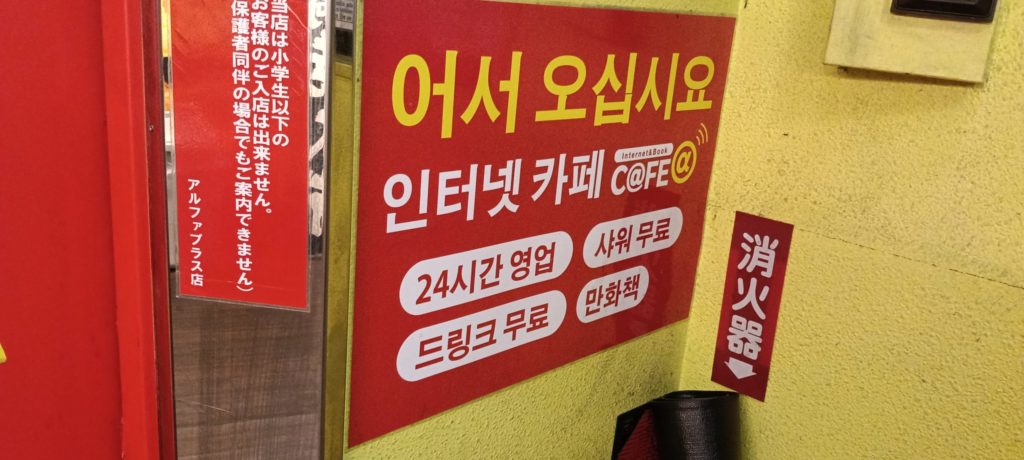 当店は小学生以下の
お客様のご入店は出来ません。
保護者同伴の場合でもご案内できません)
アルファプラス店
어서 오십시요
인터넷 카페
Internet&Book
C@FE α
24시간 영업
샤워 무료
드링크 무료
만화책
消火器